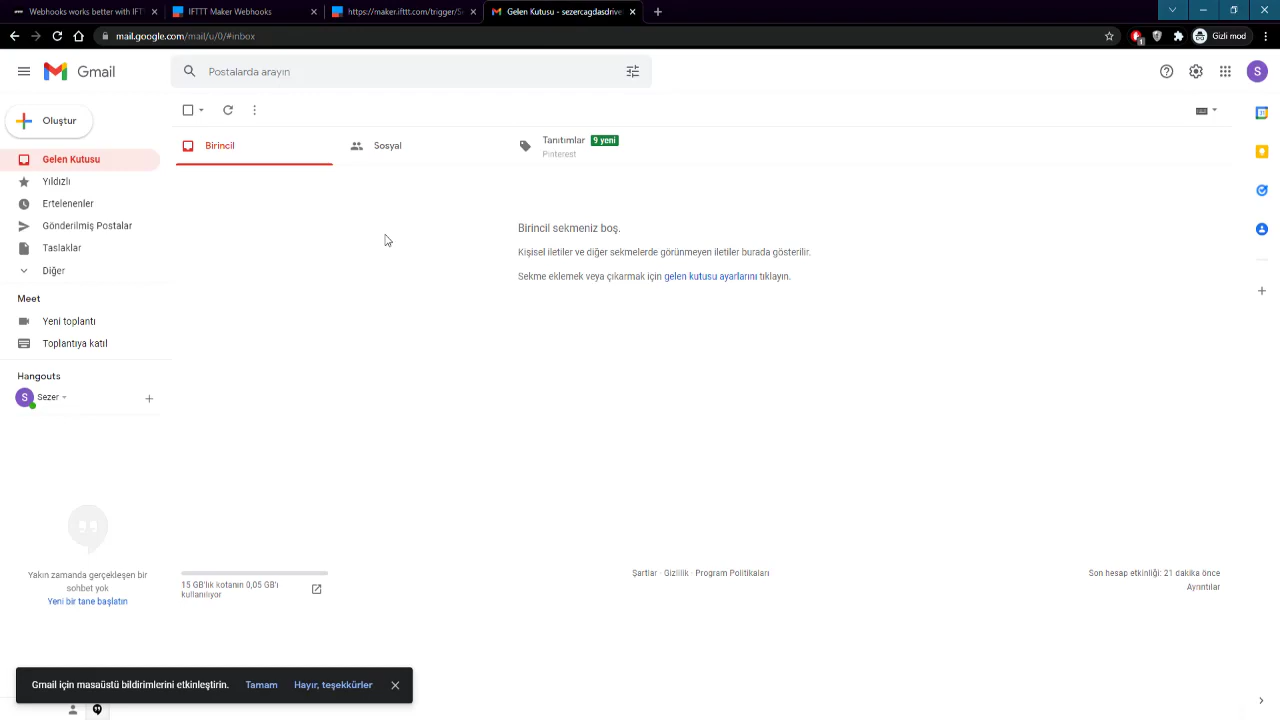 Webhooks works better with IFTT
IFTTT Maker Webhooks
https://maker.ifttt.com/trigger/S
Gelen Kutusu - sezercagdasdrive
mail.google.com/mail/u/0/#inbox
1
Gizli mod
Gmail
Postalarda arayın
S
Oluştur
Birincil
Sosyal
Tanıtımlar 9 yeni
Pinterest
Gelen Kutusu
Yıldızlı
Ertelenenler
Gönderilmiş Postalar
Taslaklar
Diğer
Birincil sekmeniz boş.
Kişisel iletiler ve diğer sekmelerde görünmeyen iletiler burada gösterilir.
Sekme eklemek veya çıkarmak için gelen kutusu ayarlarını tıklayın.
Meet
Yeni toplantı
Toplantıya katıl
Hangouts
S Sezer
Yakın zamanda gerçekleşen bir
sohbet yok
Yeni bir tane başlatın
15 GB'lık kotanın 0,05 GB'ı
kullanılıyor
Şartlar · Gizlilik · Program Politikaları
Son hesap etkinliği: 21 dakika önce
Ayrıntılar
Gmail için masaüstü bildirimlerini etkinleştirin. Tamam Hayır, teşekkürler